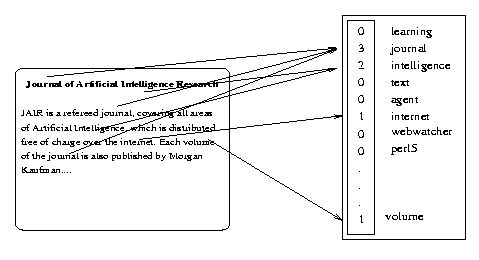 Journal of Artificial Intelligence Research
JAIR is a refereed journal, covering all areas
of Artificial Intelligence, which is distributed
free of charge over the internet. Each volume
of the journal is also published by Morgan
Kaufman....
0 learning
3 journal
2 intelligence
0 text
0 agent
1 internet
0 webwatcher
0 perl5
.
.
.
1 volume